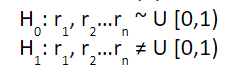 H₀: r₁, r₂...rₙ ~ U [0,1)
H₁: r₁, r₂...rₙ ≠ U [0,1)